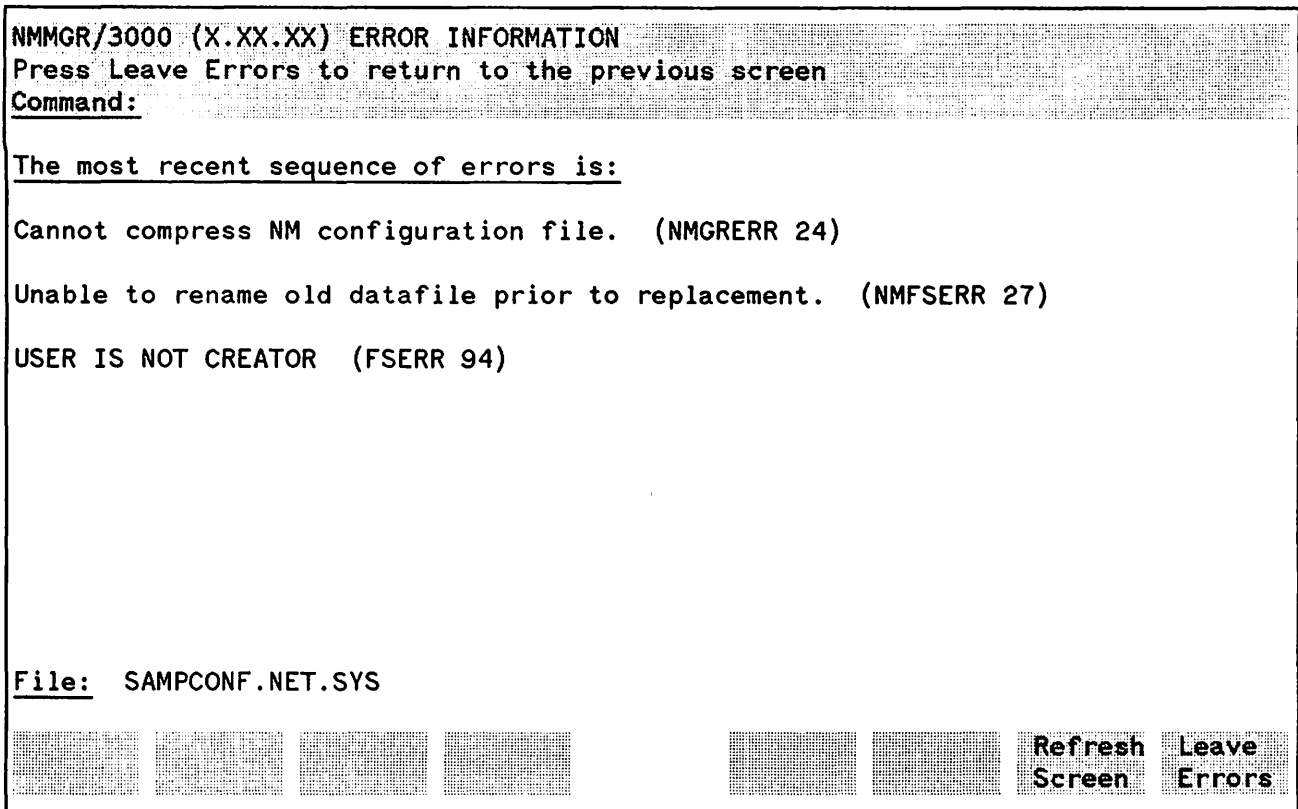 NMMGR/3000 (X.XX.XX) ERROR INFORMATION
Press Leave Errors to return to the previous screen
Command:
The most recent sequence of errors is:
Cannot compress NM configuration file.  (NMGRERR 24)
Unable to rename old datafile prior to replacement.  (NMFSERR 27)
USER IS NOT CREATOR  (FSERR 94)
File:  SAMPCONF.NET.SYS
Refresh Leave
Screen Errors